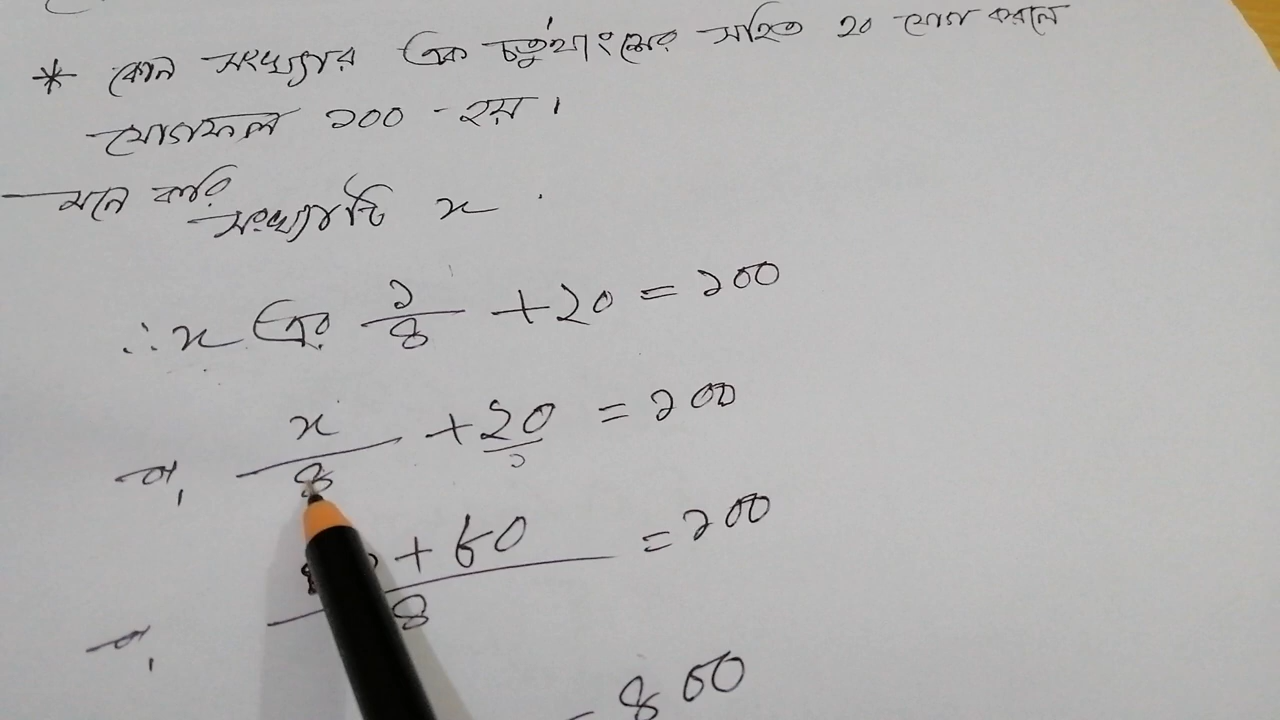 * কোন সংখ্যার এক চতুর্থাংশের সহিত ২০ যোগ করলে
যোগফল ১০০ হয়।
মনে করি
সংখ্যাটি x
∴ x এর ১/৪ + ২০ = ১০০
বা, x/৪ + ২০/১ = ১০০
বা, + ৮০ / ৪ = ১০০
৪০০